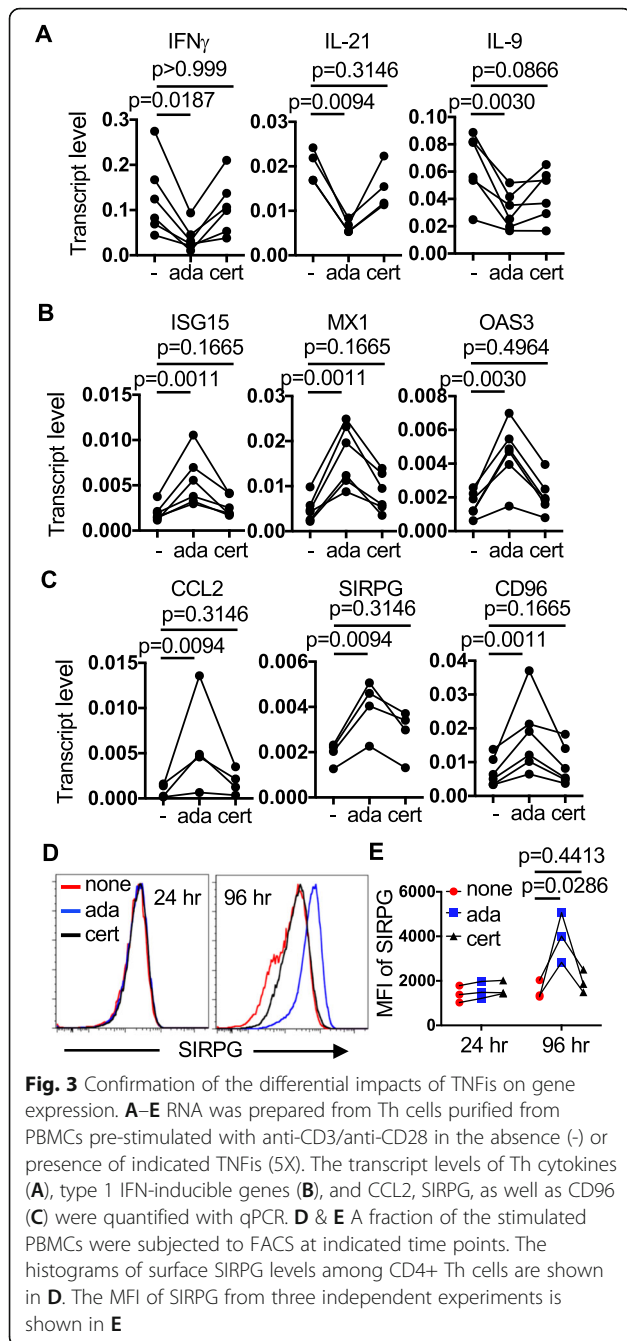 A
IFNγ IL-21 IL-9
p>0.999 p=0.3146 p=0.0866
p=0.0187 p=0.0094 p=0.0030
Transcript level
0.3 0.03 0.10
0.08
0.2 0.02 0.06
0.1 0.01 0.04
0.02
0.0 0.00 0.00
- ada cert - ada cert - ada cert
B
ISG15 MX1 OAS3
p=0.1665 p=0.1665 p=0.4964
p=0.0011 p=0.0011 p=0.0030
Transcript level
0.015 0.03 0.008
0.006
0.010 0.02
0.004
0.005 0.01
0.002
0.000 0.00 0.000
- ada cert - ada cert - ada cert
C
CCL2 SIRPG CD96
p=0.3146 p=0.3146 p=0.1665
p=0.0094 p=0.0094 p=0.0011
Transcript level
0.015 0.006 0.04
0.03
0.010 0.004
0.02
0.005 0.002
0.01
0.000 0.000 0.00
- ada cert - ada cert - ada cert
D
none
ada
cert
24 hr
96 hr
SIRPG
E
none
ada
cert
p=0.4413
p=0.0286
MFI of SIRPG
6000
4000
2000
0
24 hr 96 hr
Fig. 3 Confirmation of the differential impacts of TNFis on gene
expression. A–E RNA was prepared from Th cells purified from
PBMCs pre-stimulated with anti-CD3/anti-CD28 in the absence (-) or
presence of indicated TNFis (5X). The transcript levels of Th cytokines
(A), type 1 IFN-inducible genes (B), and CCL2, SIRPG, as well as CD96
(C) were quantified with qPCR. D & E A fraction of the stimulated
PBMCs were subjected to FACS at indicated time points. The
histograms of surface SIRPG levels among CD4+ Th cells are shown
in D. The MFI of SIRPG from three independent experiments is
shown in E